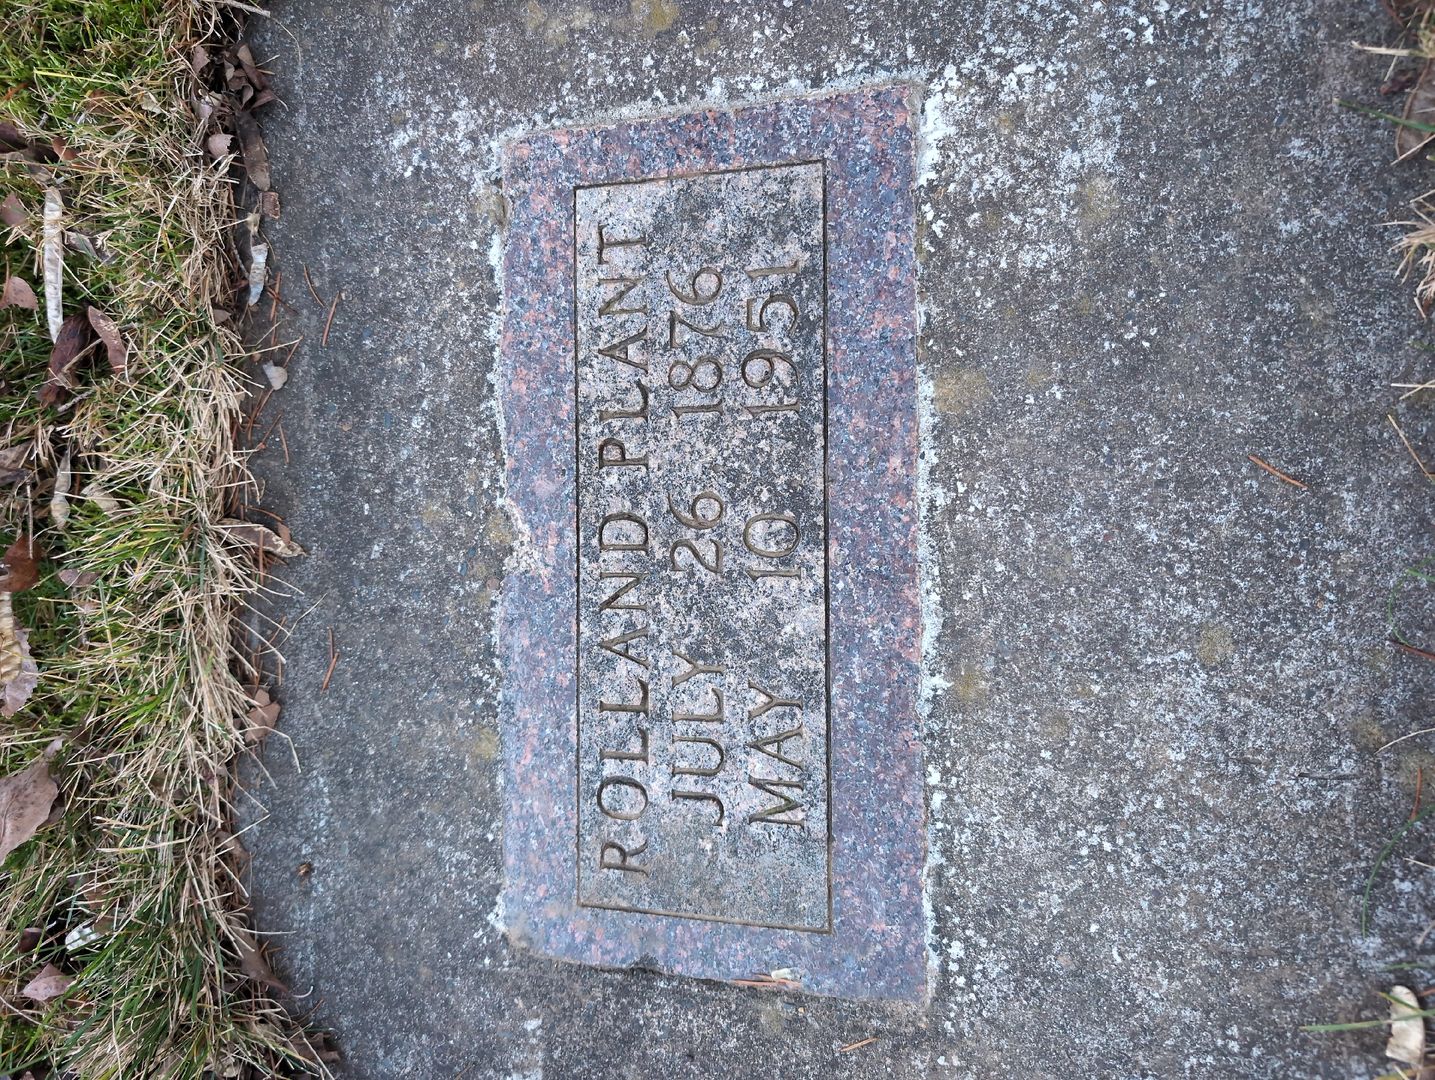 ROLLAND PLANT
JULY 26 1876
MAY 10 1951